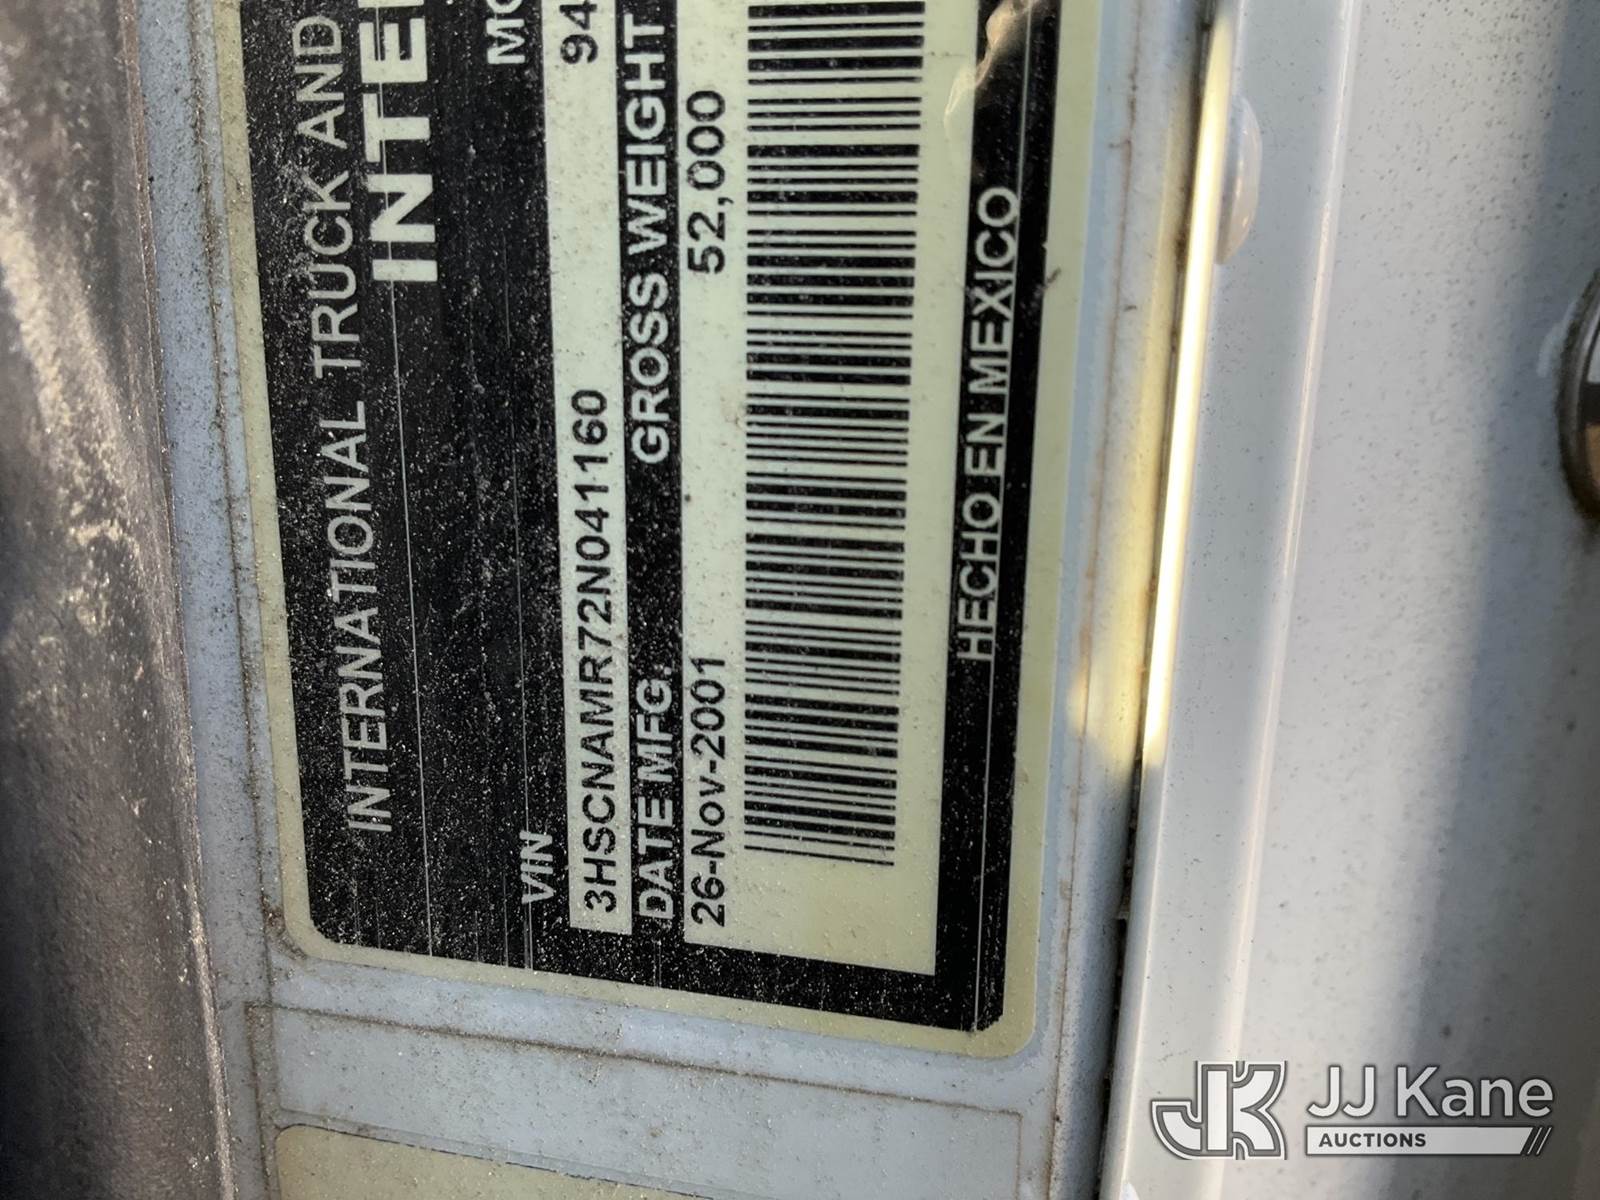 INTERNATIONAL TRUCK AND
VIN
3HSCNAMR72N041160
94
DATE MFG.
GROSS WEIGHT
26-Nov-2001
52,000
HECHO EN MEXICO
JJ Kane
AUCTIONS